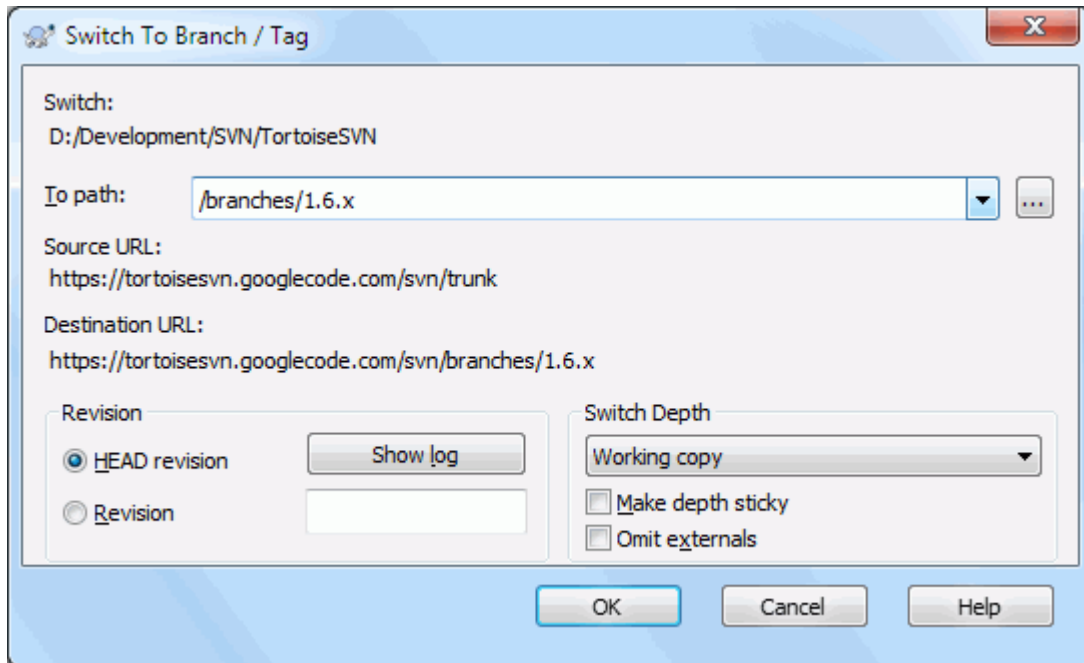 Switch To Branch / Tag
Switch:
D:/Development/SVN/TortoiseSVN
To path:
/branches/1.6.x
...
Source URL:
https://tortoisesvn.googlecode.com/svn/trunk
Destination URL:
https://tortoisesvn.googlecode.com/svn/branches/1.6.x
Revision
HEAD revision
Show log
Revision
Switch Depth
Working copy
Make depth sticky
Omit externals
OK
Cancel
Help